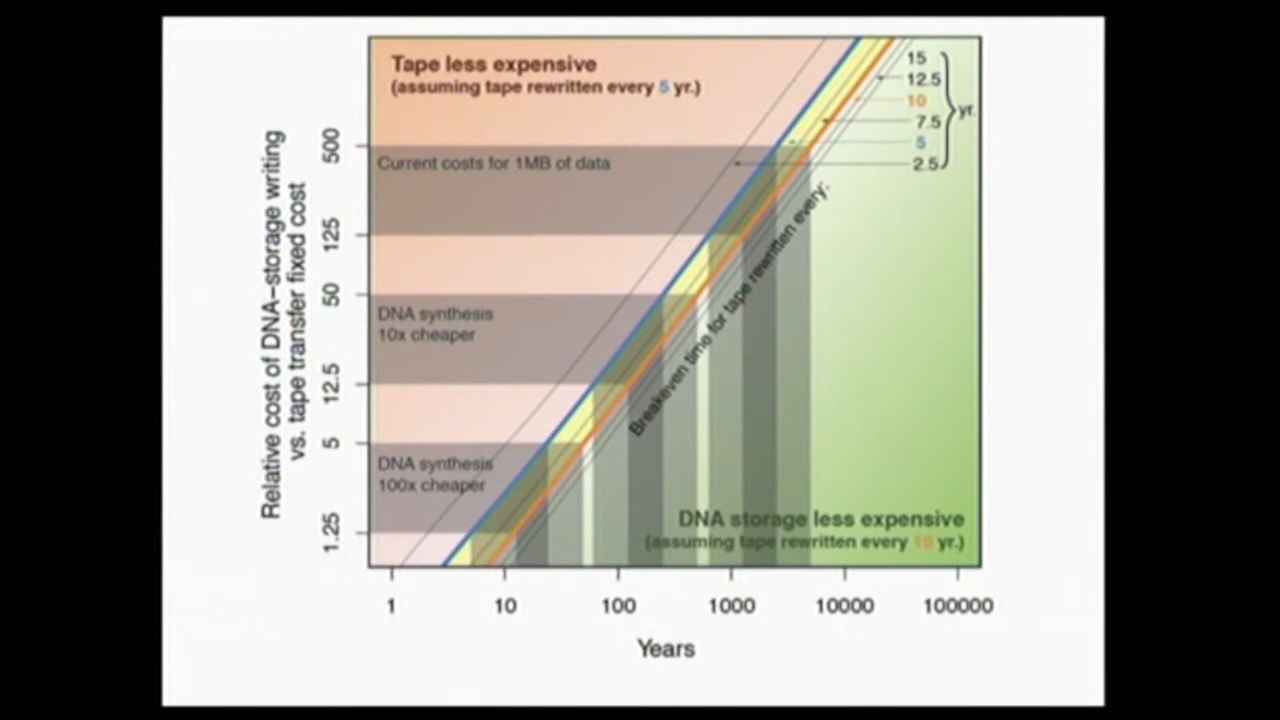 Tape less expensive
(assuming tape rewritten every 5 yr.)
15
12.5
10
7.5
5
2.5
yr.
Current costs for 1MB of data
DNA synthesis
10x cheaper
DNA synthesis
100x cheaper
Breakeven time for tape rewritten every:
DNA storage less expensive
(assuming tape rewritten every 10 yr.)
Relative cost of DNA-storage writing
vs. tape transfer fixed cost
500
125
50
12.5
5
1.25
1
10
100
1000
10000
100000
Years